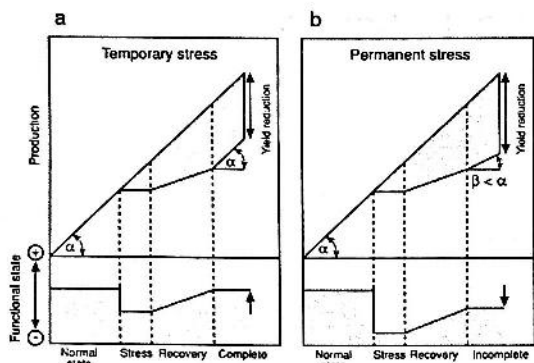 a
b
Temporary stress
Permanent stress
Production
Yield reduction
Yield reduction
α
β < α
α
α
+
Functional state
-
Normal
Stress
Recovery
Complete
Normal
Stress
Recovery
Incomplete